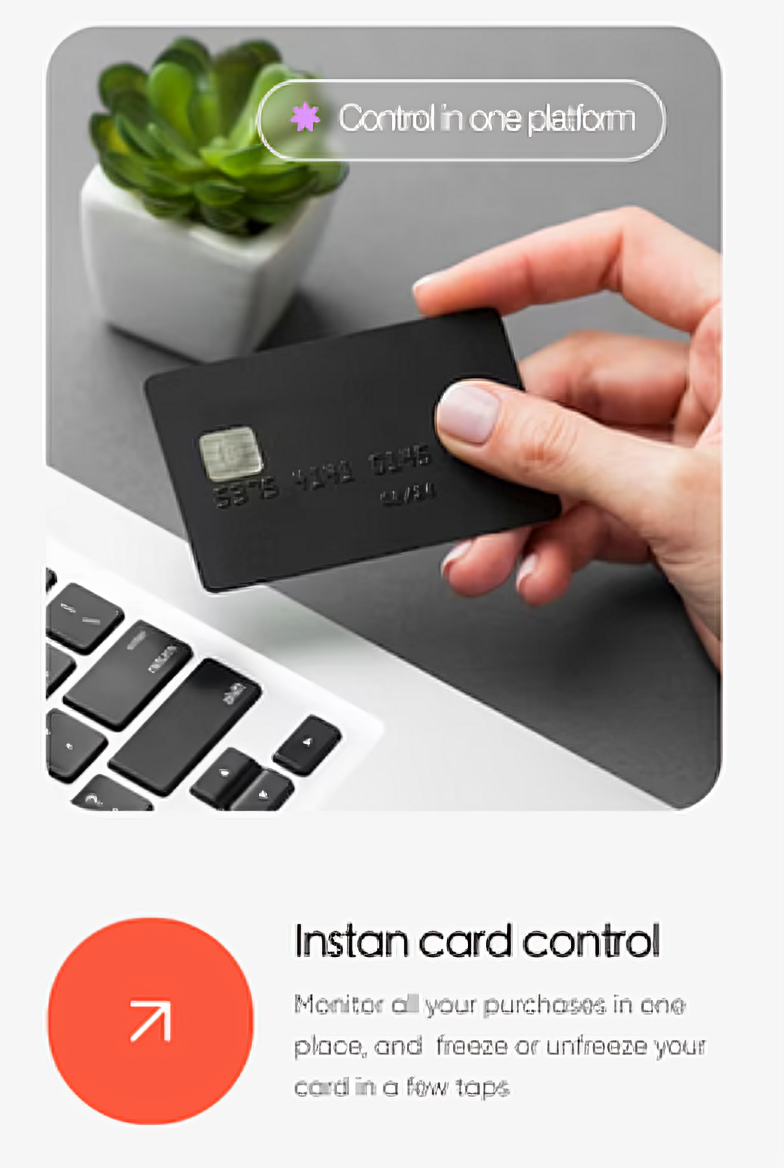 Control in one platform
Instan card control
Monitor all your purchases in one
place, and freeze or unfreeze your
card in a few taps